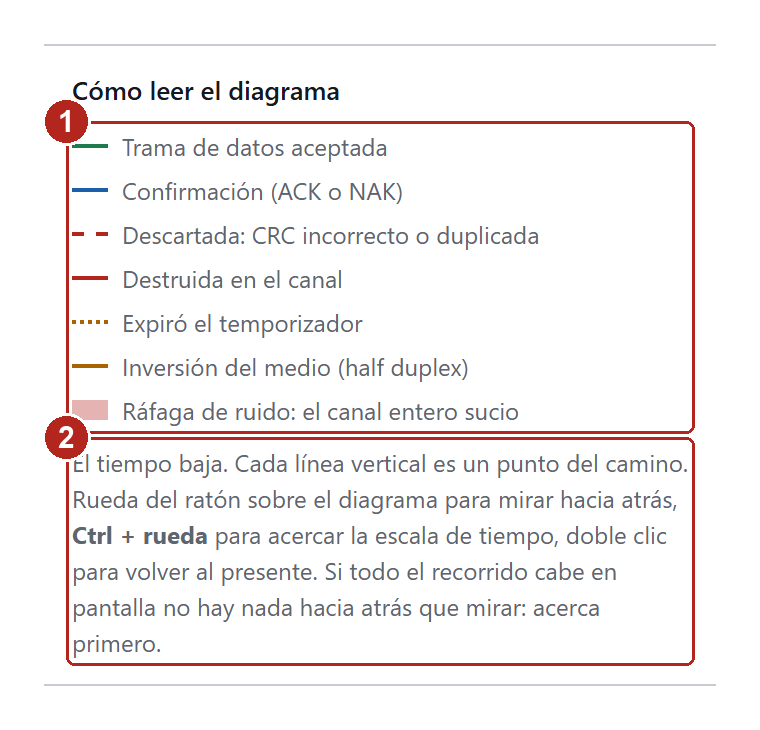 Cómo leer el diagrama
1
Trama de datos aceptada
Confirmación (ACK o NAK)
Descartada: CRC incorrecto o duplicada
Destruida en el canal
Expiró el temporizador
Inversión del medio (half duplex)
Ráfaga de ruido: el canal entero sucio
2
El tiempo baja. Cada línea vertical es un punto del camino.
Rueda del ratón sobre el diagrama para mirar hacia atrás,
Ctrl + rueda para acercar la escala de tiempo, doble clic
para volver al presente. Si todo el recorrido cabe en
pantalla no hay nada hacia atrás que mirar: acerca
primero.